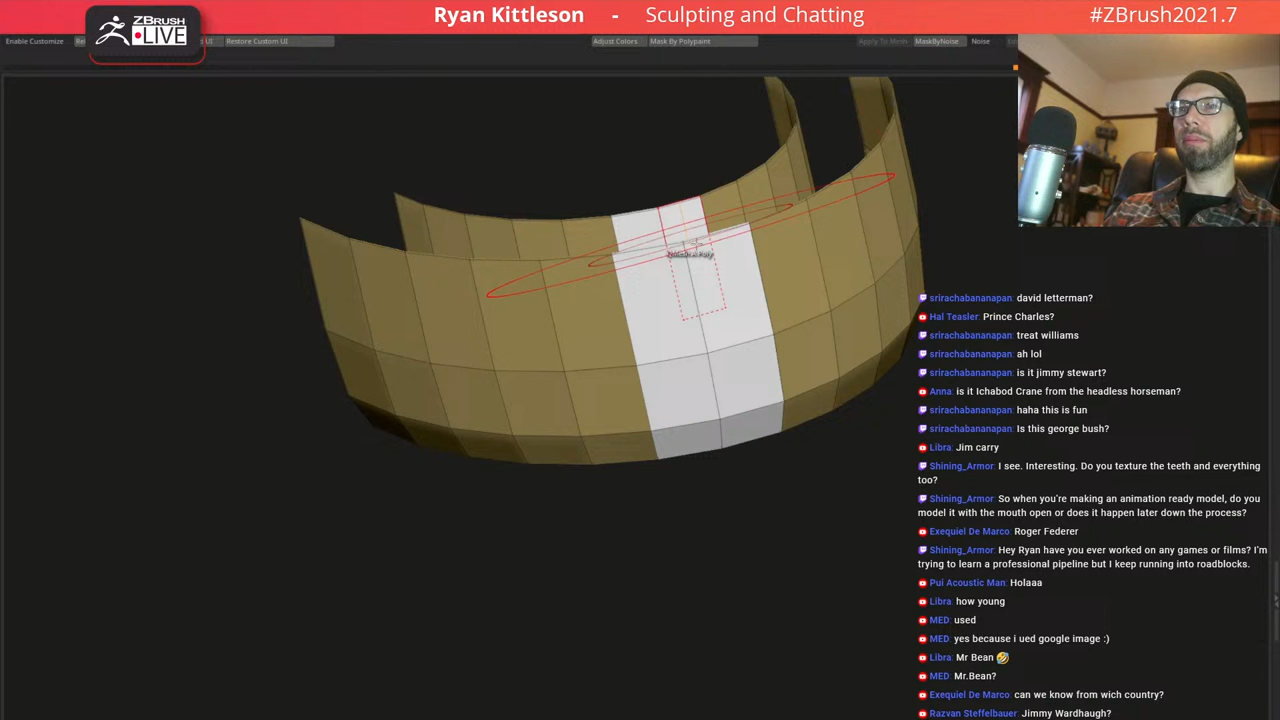 Ryan Kittleson - Sculpting and Chatting #ZBrush2021.7
ZBRUSH
LIVE
Enable Customize
UI
Restore Custom UI
Adjust Colors
Mask By Polypaint
Apply To Mesh
MaskByNoise
Noise
srirachabananapan: david letterman?
Hal Teasler: Prince Charles?
srirachabananapan: treat williams
srirachabananapan: ah lol
srirachabananapan: is it jimmy stewart?
Anna: is it Ichabod Crane from the headless horseman?
srirachabananapan: haha this is fun
srirachabananapan: Is this george bush?
Libra: Jim carry
Shining_Armor: I see. Interesting. Do you texture the teeth and everything
too?
Shining_Armor: So when you're making an animation ready model, do you
model it with the mouth open or does it happen later down the process?
Exequiel De Marco: Roger Federer
Shining_Armor: Hey Ryan have you ever worked on any games or films? I'm
trying to learn a professional pipeline but I keep running into roadblocks.
Pui Acoustic Man: Holaaa
Libra: how young
MED: used
MED: yes because i ued google image :)
Libra: Mr Bean 🤣
MED: Mr.Bean?
Exequiel De Marco: can we know from wich country?
Razvan Steffelbauer: Jimmy Wardhaugh?